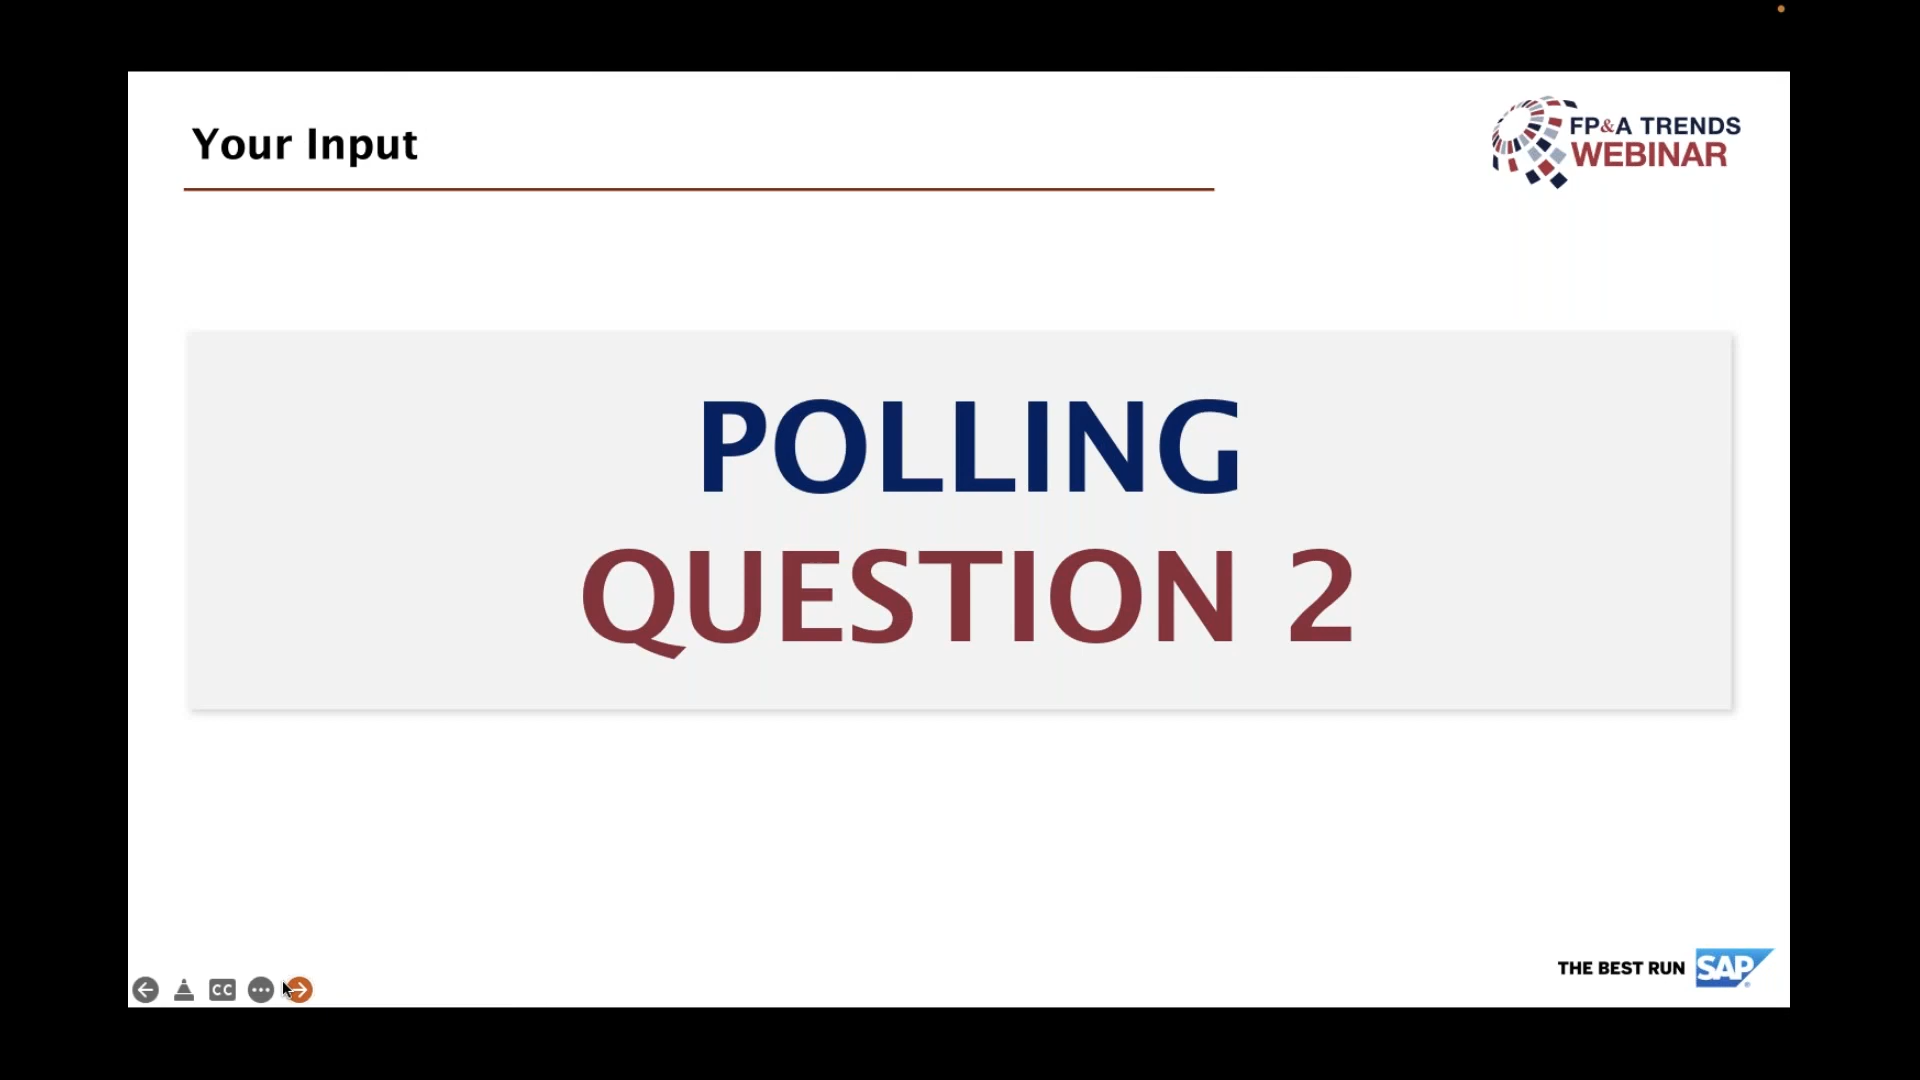 Your Input
FP&A TRENDS
WEBINAR
POLLING
QUESTION 2
THE BEST RUN SAP®
CC